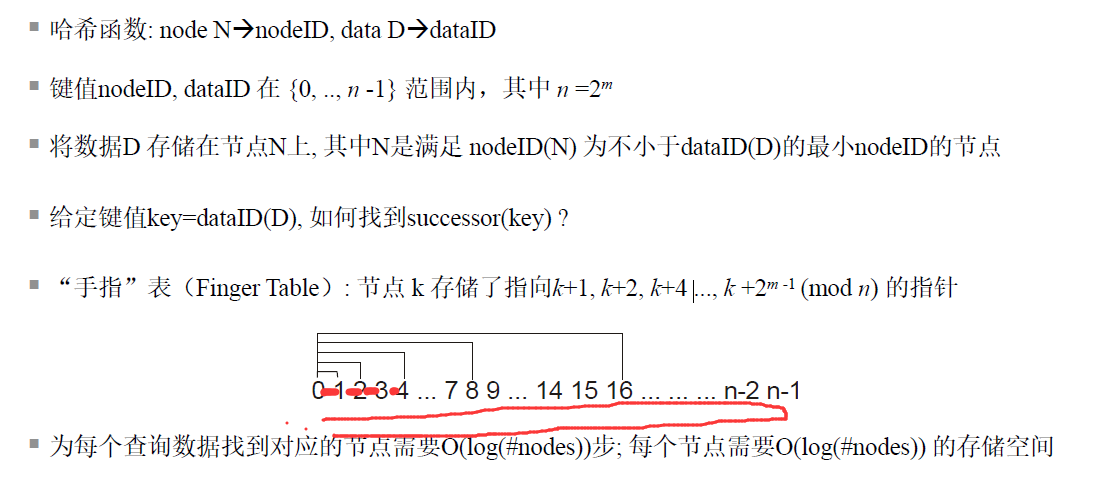 哈希函数: node N→nodeID, data D→dataID
键值nodeID, dataID 在 {0, .., n -1} 范围内，其中 n =2ᵐ
将数据D 存储在节点N上, 其中N是满足 nodeID(N) 为不小于dataID(D)的最小nodeID的节点
给定键值key=dataID(D), 如何找到successor(key) ?
“手指”表（Finger Table）: 节点 k 存储了指向k+1, k+2, k+4 ..., k +2ᵐ⁻¹ (mod n) 的指针
0 1 2 3 4 ... 7 8 9 ... 14 15 16 ... ... ... n-2 n-1
为每个查询数据找到对应的节点需要O(log(#nodes))步; 每个节点需要O(log(#nodes)) 的存储空间